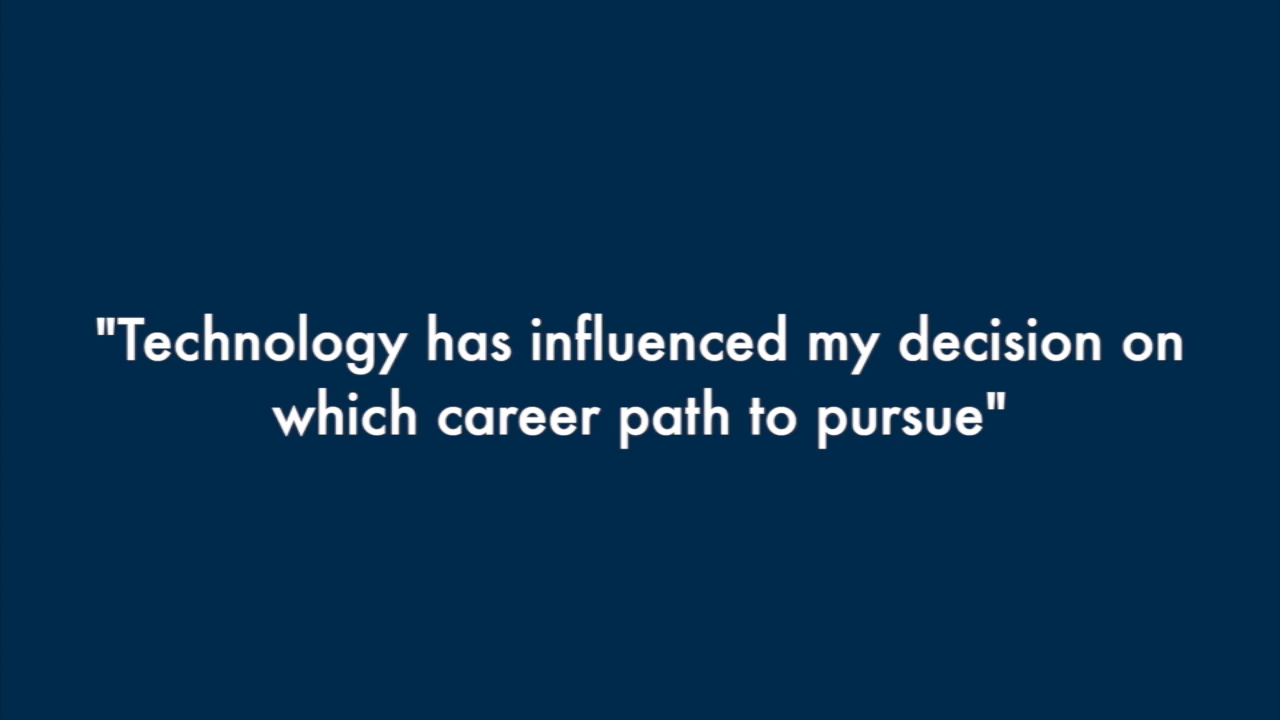 "Technology has influenced my decision on
which career path to pursue"